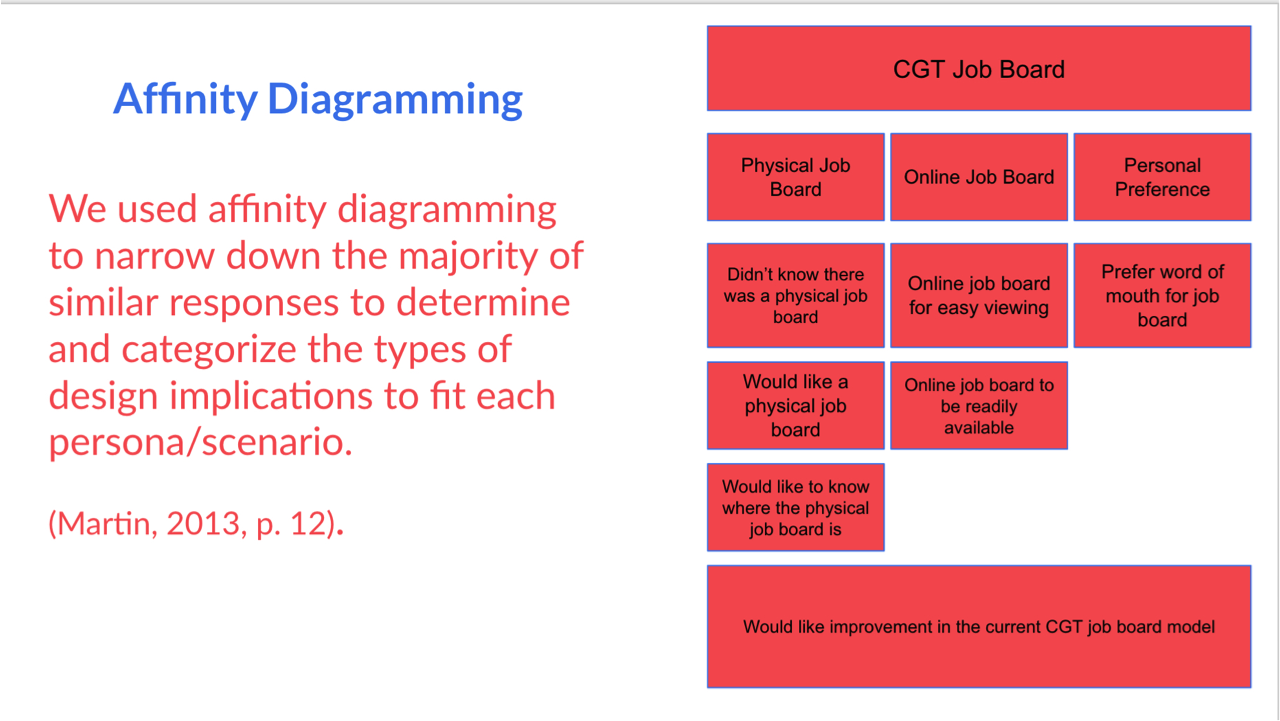 Affinity Diagramming
We used affinity diagramming
to narrow down the majority of
similar responses to determine
and categorize the types of
design implications to fit each
persona/scenario.
(Martin, 2013, p. 12).
CGT Job Board
Physical Job
Board
Online Job Board
Personal
Preference
Didn't know there
was a physical job
board
Online job board
for easy viewing
Prefer word of
mouth for job
board
Would like a
physical job
board
Online job board to
be readily
available
Would like to know
where the physical
job board is
Would like improvement in the current CGT job board model